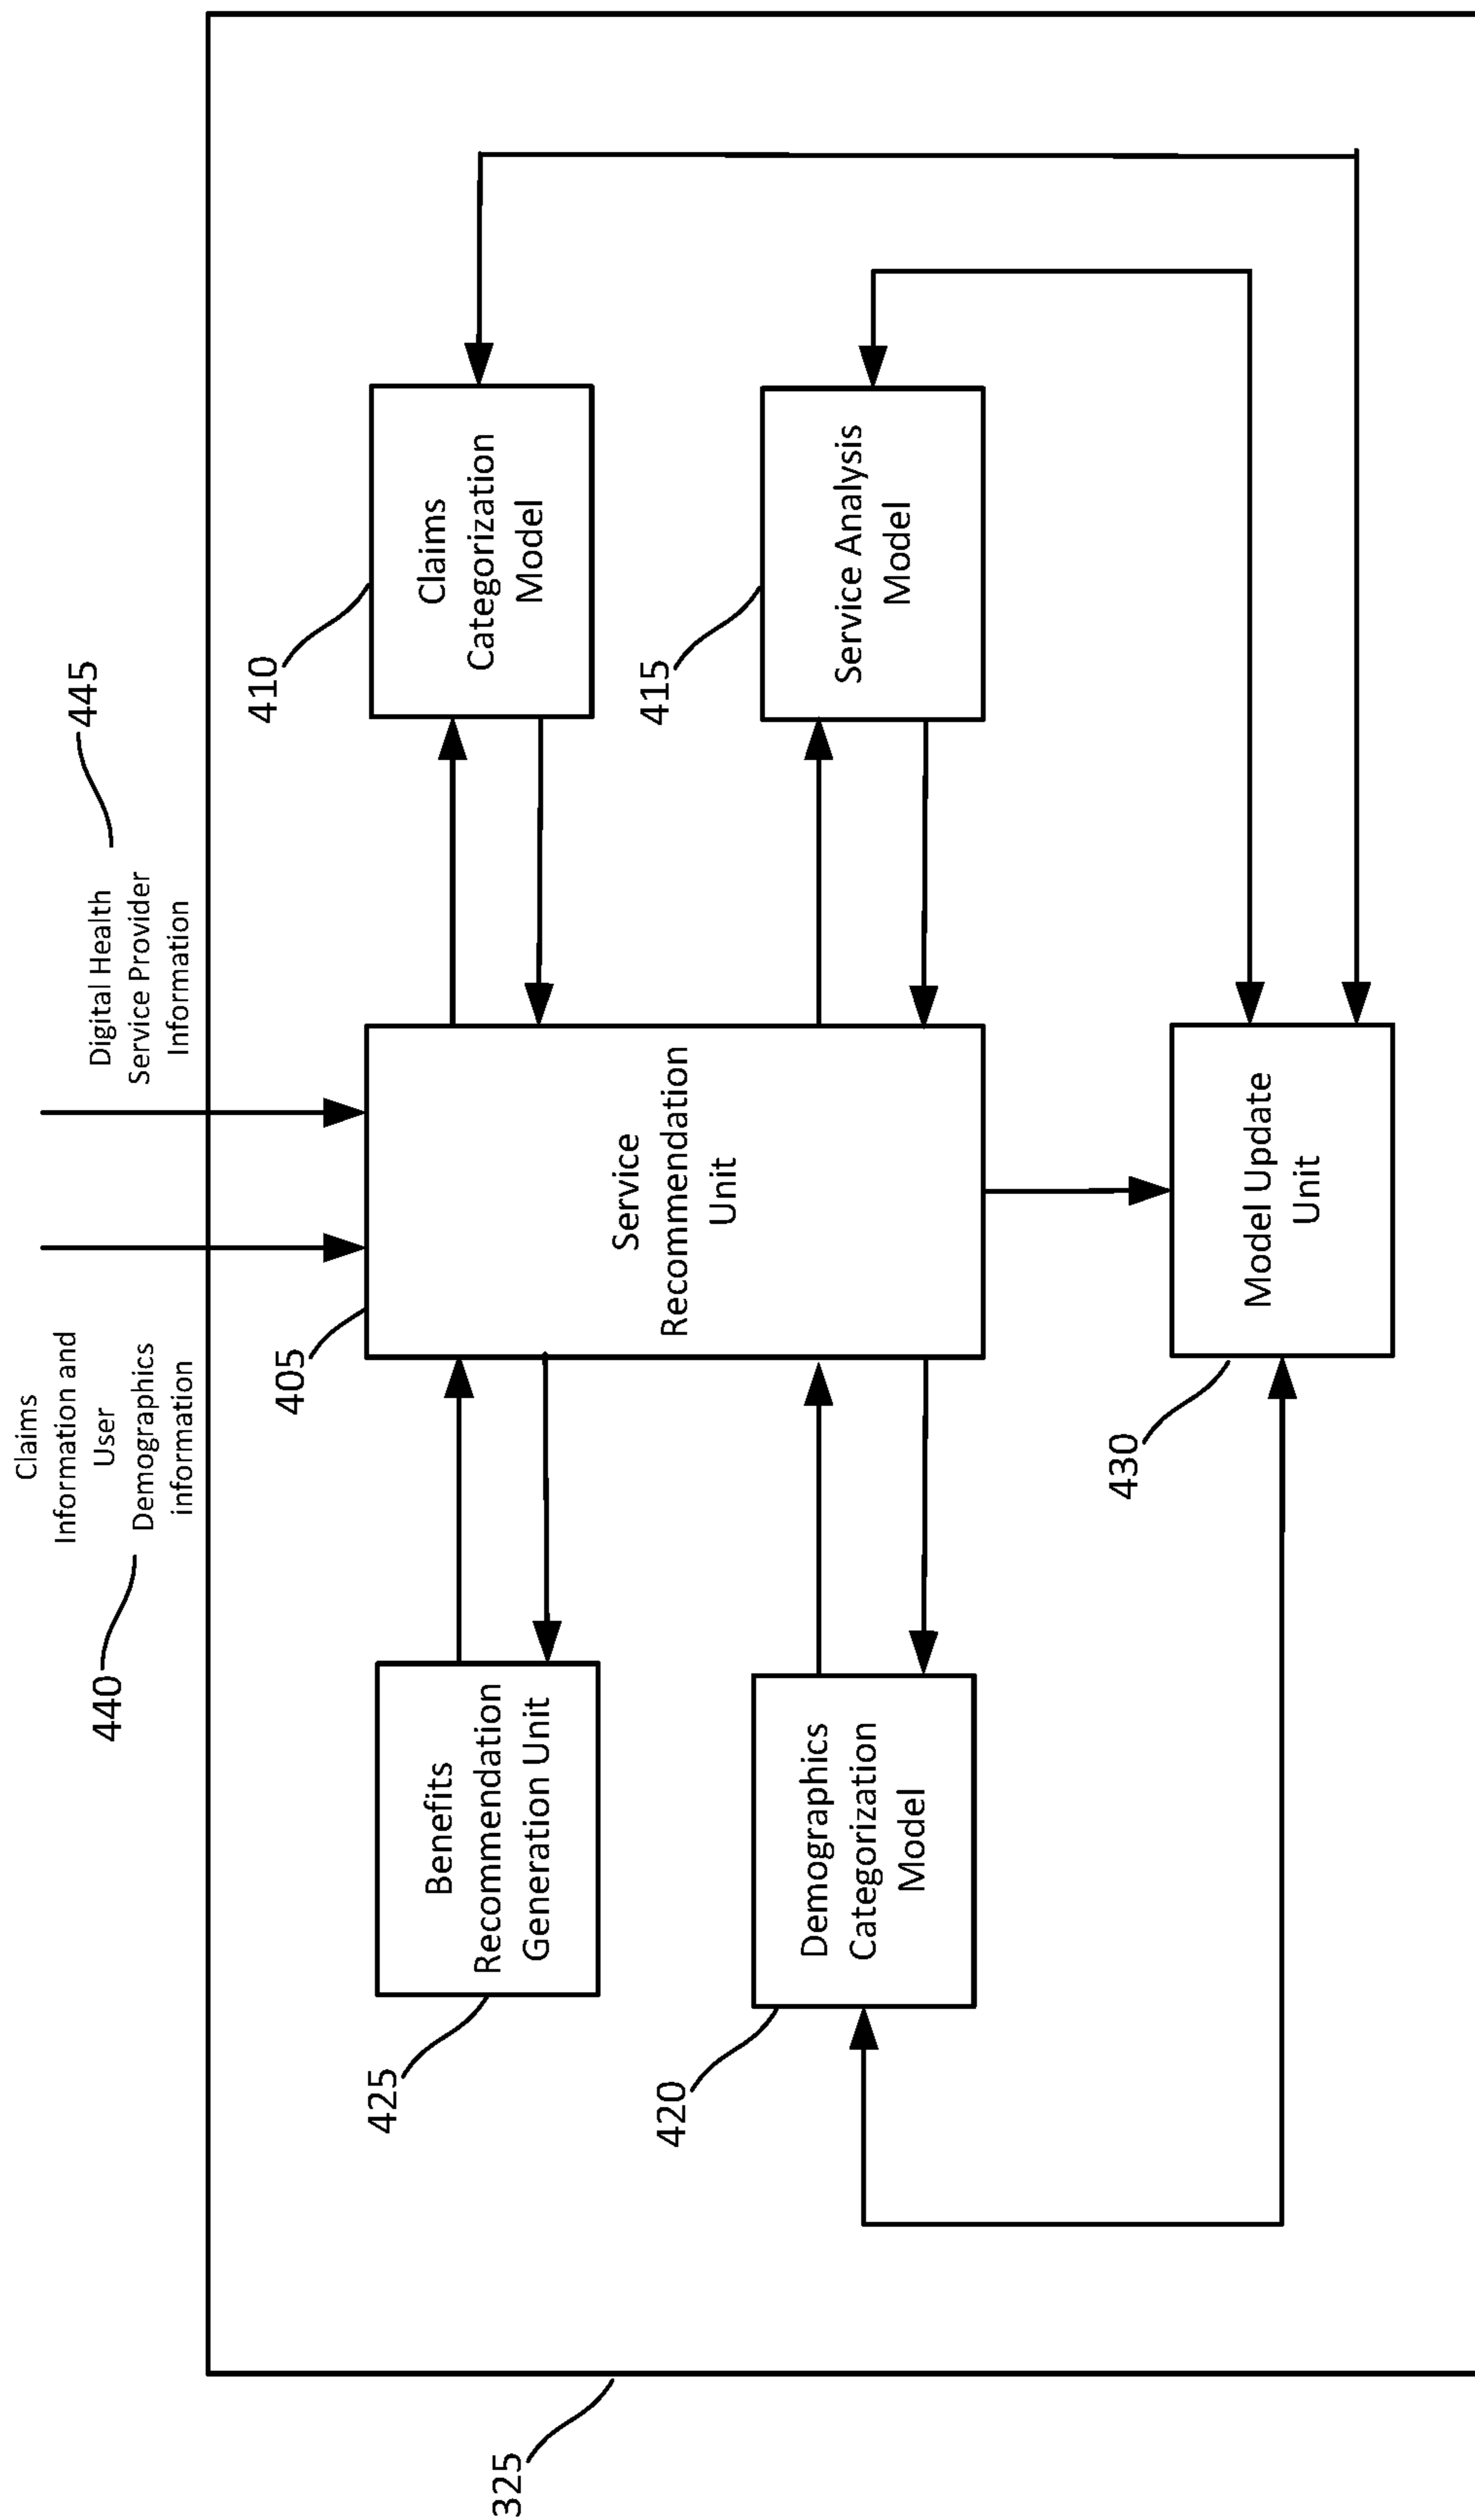 440
Claims
Information and
User
Demographics
information
Digital Health
Service Provider
Information
445
325
425
Benefits
Recommendation
Generation Unit
405
Service
Recommendation
Unit
410
Claims
Categorization
Model
420
Demographics
Categorization
Model
415
Service Analysis
Model
430
Model Update
Unit